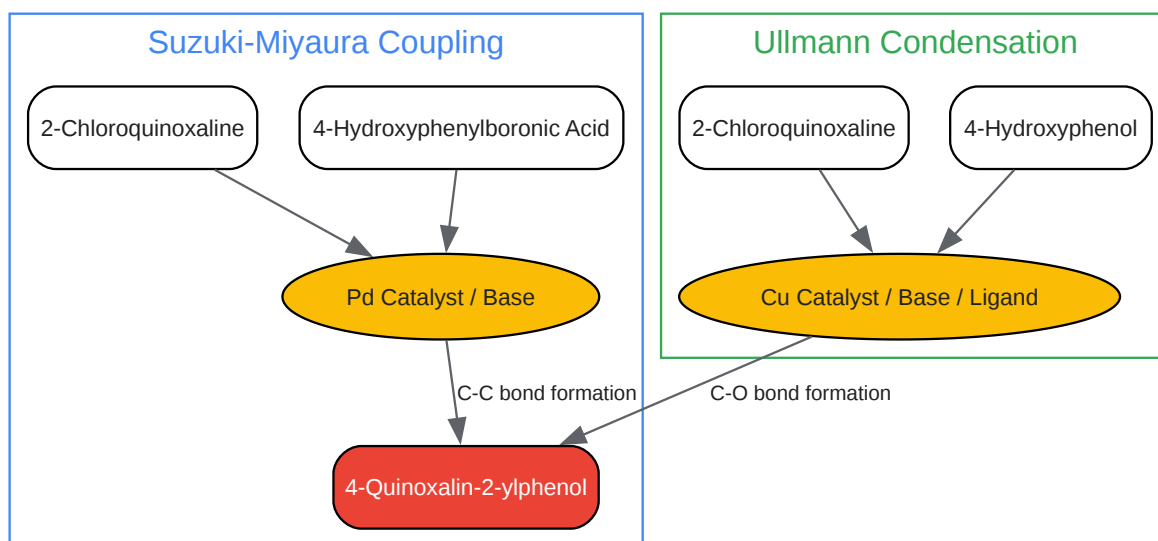 Suzuki-Miyaura Coupling
Ullmann Condensation
2-Chloroquinoxaline
4-Hydroxyphenylboronic Acid
2-Chloroquinoxaline
4-Hydroxyphenol
Pd Catalyst / Base
Cu Catalyst / Base / Ligand
C-C bond formation
C-O bond formation
4-Quinoxalin-2-ylphenol